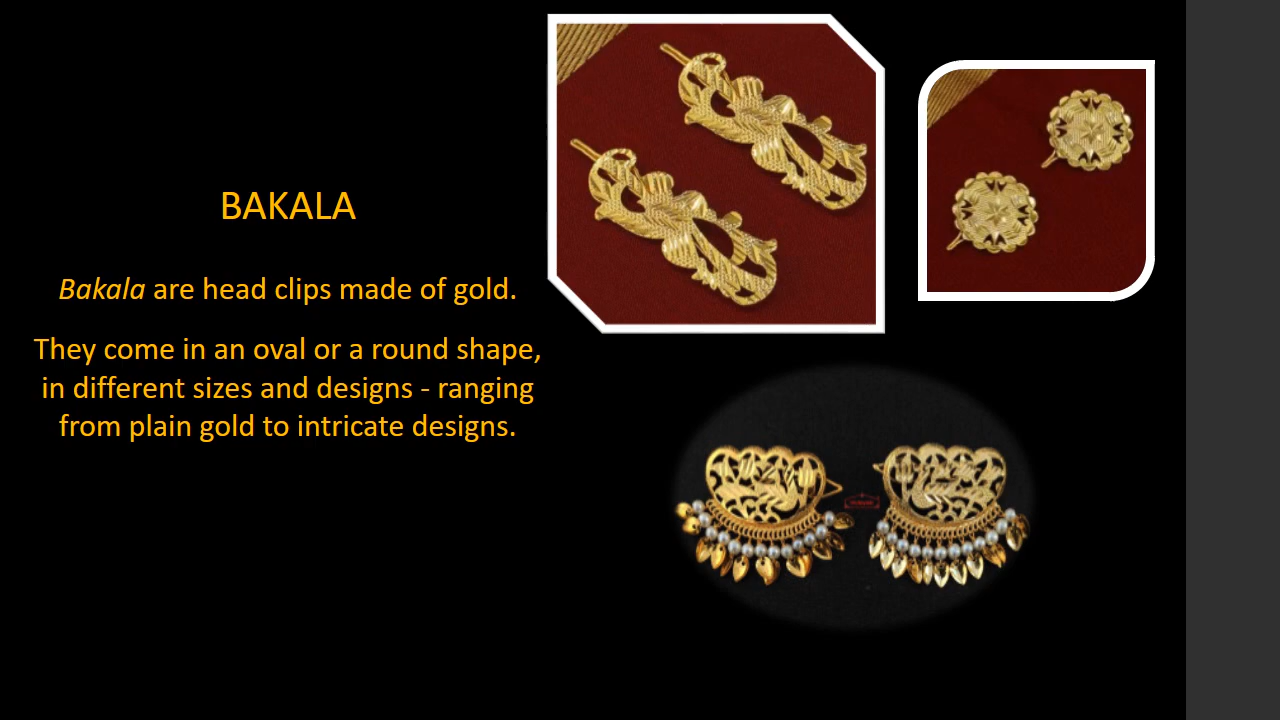 BAKALA
Bakala are head clips made of gold.
They come in an oval or a round shape,
in different sizes and designs - ranging
from plain gold to intricate designs.